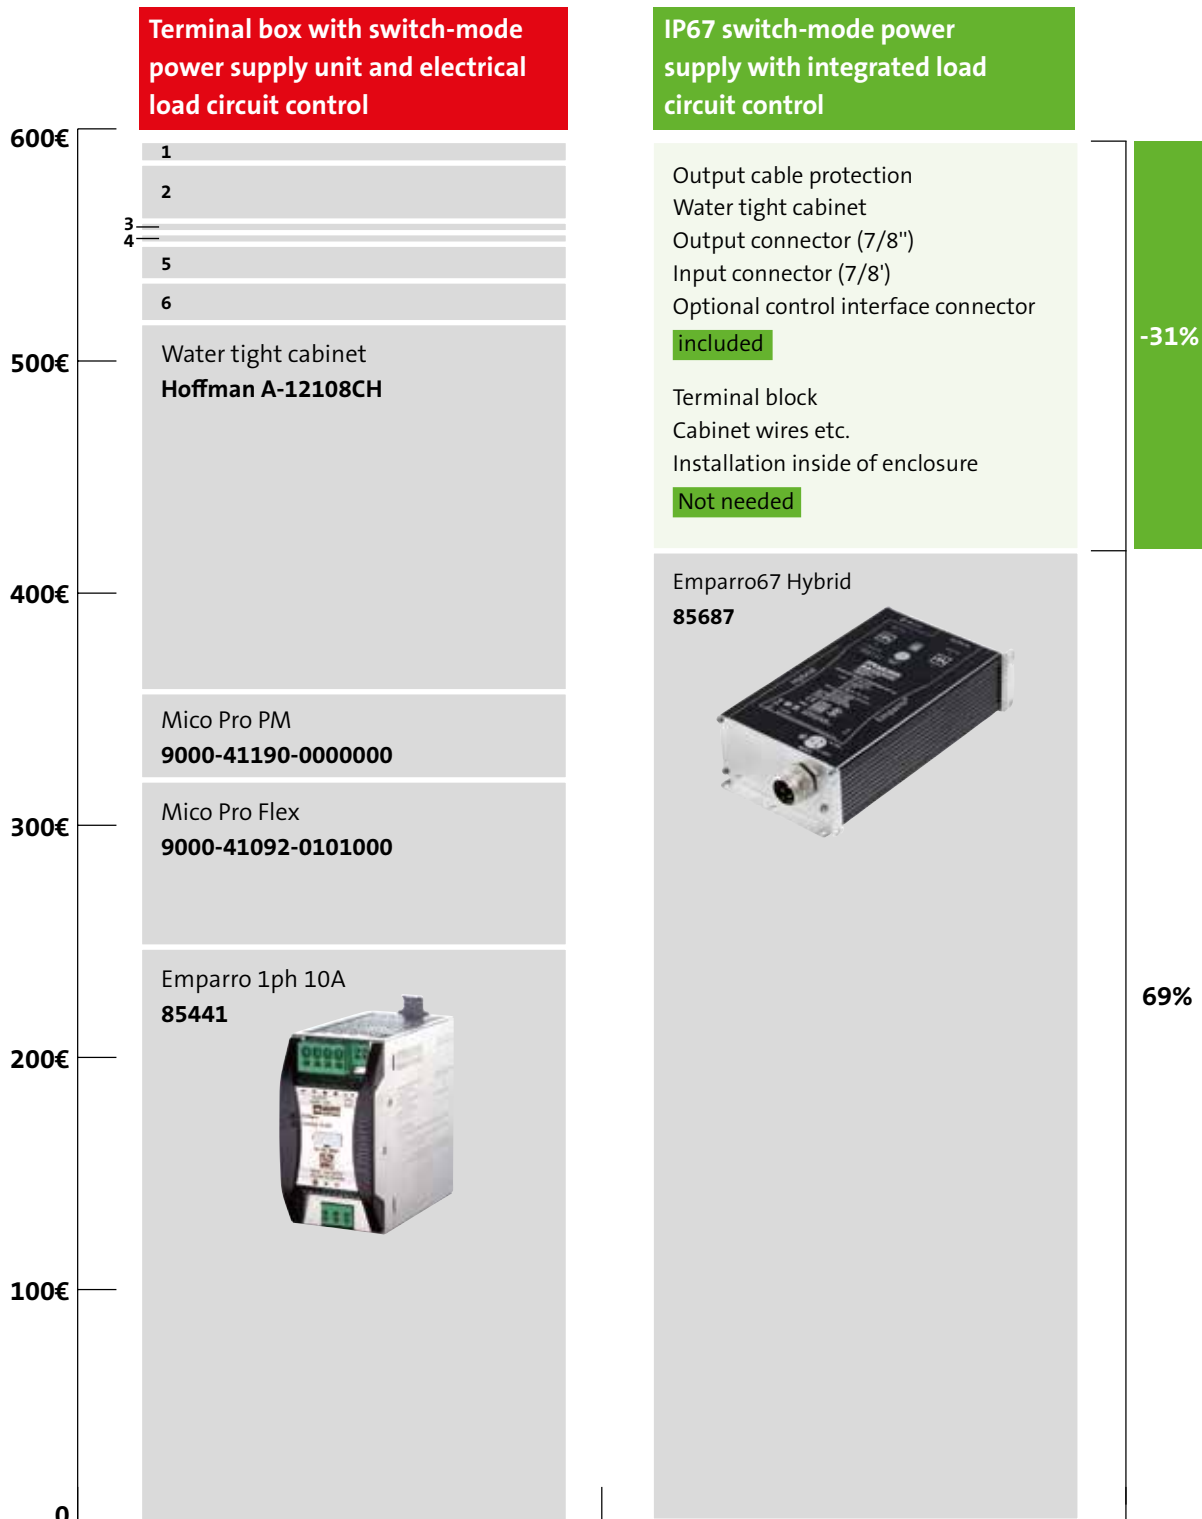 Terminal box with switch-mode
power supply unit and electrical
load circuit control
IP67 switch-mode power
supply with integrated load
circuit control
600€
500€
400€
300€
200€
100€
0
1
2
3
4
5
6
Water tight cabinet
Hoffman A-12108CH
Mico Pro PM
9000-41190-0000000
Mico Pro Flex
9000-41092-0101000
Emparro 1ph 10A
85441
Output cable protection
Water tight cabinet
Output connector (7/8")
Input connector (7/8')
Optional control interface connector
included
Terminal block
Cabinet wires etc.
Installation inside of enclosure
Not needed
Emparro67 Hybrid
85687
-31%
69%